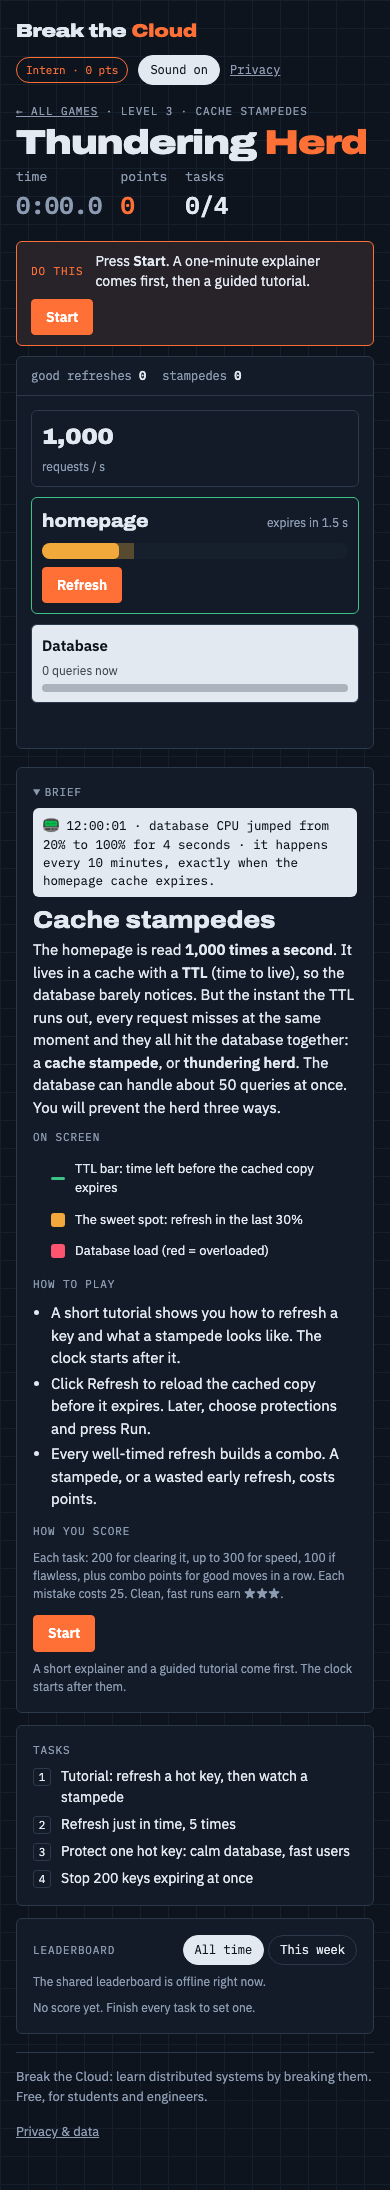 Break the Cloud
Intern · 0 pts
Sound on
Privacy
← ALL GAMES · LEVEL 3 · CACHE STAMPEDES
Thundering Herd
time points tasks
0:00.0 0 0/4
DO THIS
Press Start. A one-minute explainer
comes first, then a guided tutorial.
Start
good refreshes 0 stampedes 0
1,000
requests / s
homepage
expires in 1.5 s
Refresh
Database
0 queries now
▼ BRIEF
12:00:01 · database CPU jumped from
20% to 100% for 4 seconds · it happens
every 10 minutes, exactly when the
homepage cache expires.
Cache stampedes
The homepage is read 1,000 times a second. It
lives in a cache with a TTL (time to live), so the
database barely notices. But the instant the TTL
runs out, every request misses at the same
moment and they all hit the database together:
a cache stampede, or thundering herd. The
database can handle about 50 queries at once.
You will prevent the herd three ways.
ON SCREEN
TTL bar: time left before the cached copy
expires
The sweet spot: refresh in the last 30%
Database load (red = overloaded)
HOW TO PLAY
• A short tutorial shows you how to refresh a
key and what a stampede looks like. The
clock starts after it.
• Click Refresh to reload the cached copy
before it expires. Later, choose protections
and press Run.
• Every well-timed refresh builds a combo. A
stampede, or a wasted early refresh, costs
points.
HOW YOU SCORE
Each task: 200 for clearing it, up to 300 for speed, 100 if
flawless, plus combo points for good moves in a row. Each
mistake costs 25. Clean, fast runs earn ★★★.
Start
A short explainer and a guided tutorial come first. The clock
starts after them.
TASKS
1 Tutorial: refresh a hot key, then watch a
stampede
2 Refresh just in time, 5 times
3 Protect one hot key: calm database, fast users
4 Stop 200 keys expiring at once
LEADERBOARD
All time
This week
The shared leaderboard is offline right now.
No score yet. Finish every task to set one.
Break the Cloud: learn distributed systems by breaking them.
Free, for students and engineers.
Privacy & data